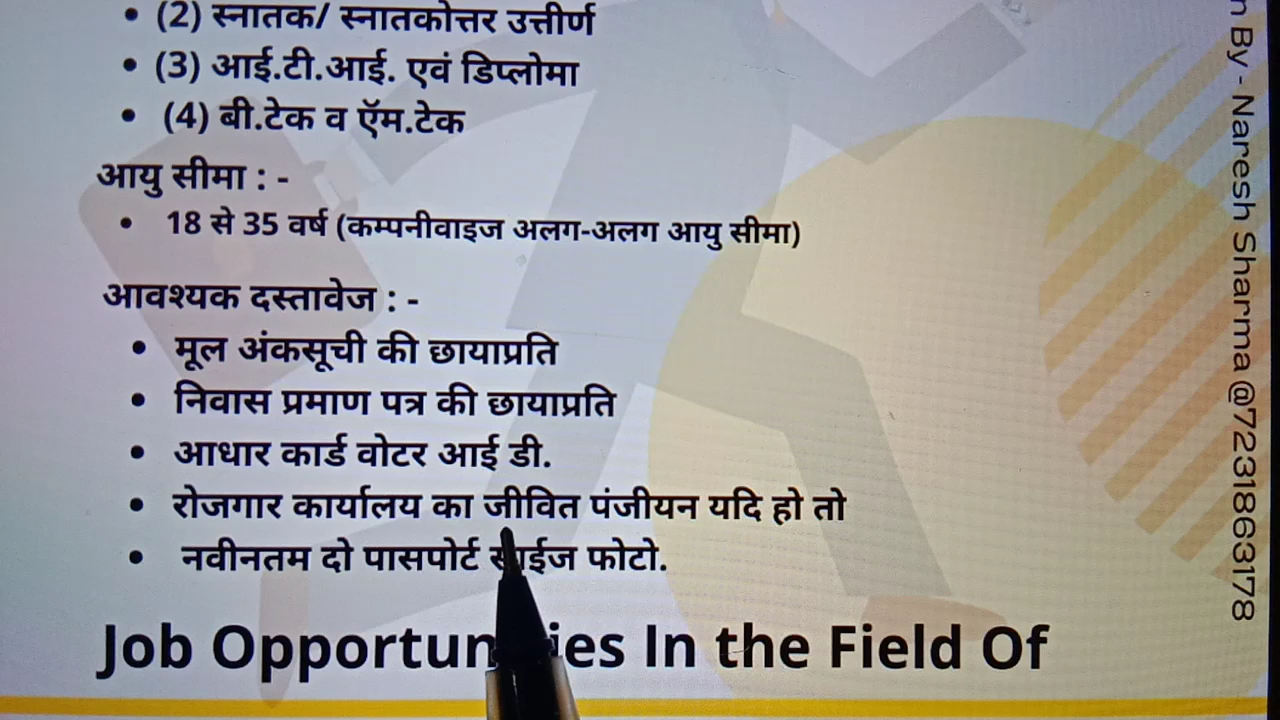 • (2) स्नातक/ स्नातकोत्तर उत्तीर्ण
• (3) आई.टी.आई. एवं डिप्लोमा
• (4) बी.टेक व ऍम.टेक
आयु सीमा : -
• 18 से 35 वर्ष (कम्पनीवाइज अलग-अलग आयु सीमा)
आवश्यक दस्तावेज : -
• मूल अंकसूची की छायाप्रति
• निवास प्रमाण पत्र की छायाप्रति
• आधार कार्ड वोटर आई डी.
• रोजगार कार्यालय का जीवित पंजीयन यदि हो तो
• नवीनतम दो पासपोर्ट साईज फोटो.
Job Opportunities In the Field Of
By - Naresh Sharma @7231863178